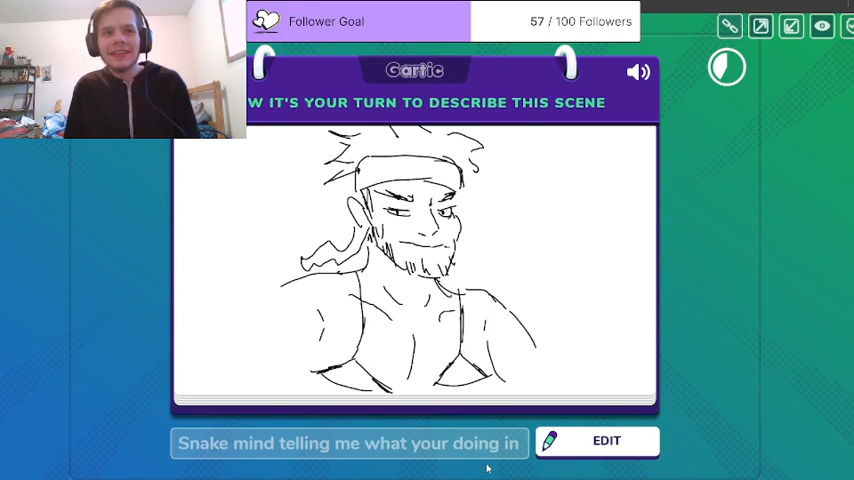 Follower Goal
57 / 100 Followers
Gartic
W IT'S YOUR TURN TO DESCRIBE THIS SCENE
Snake mind telling me what your doing in
EDIT